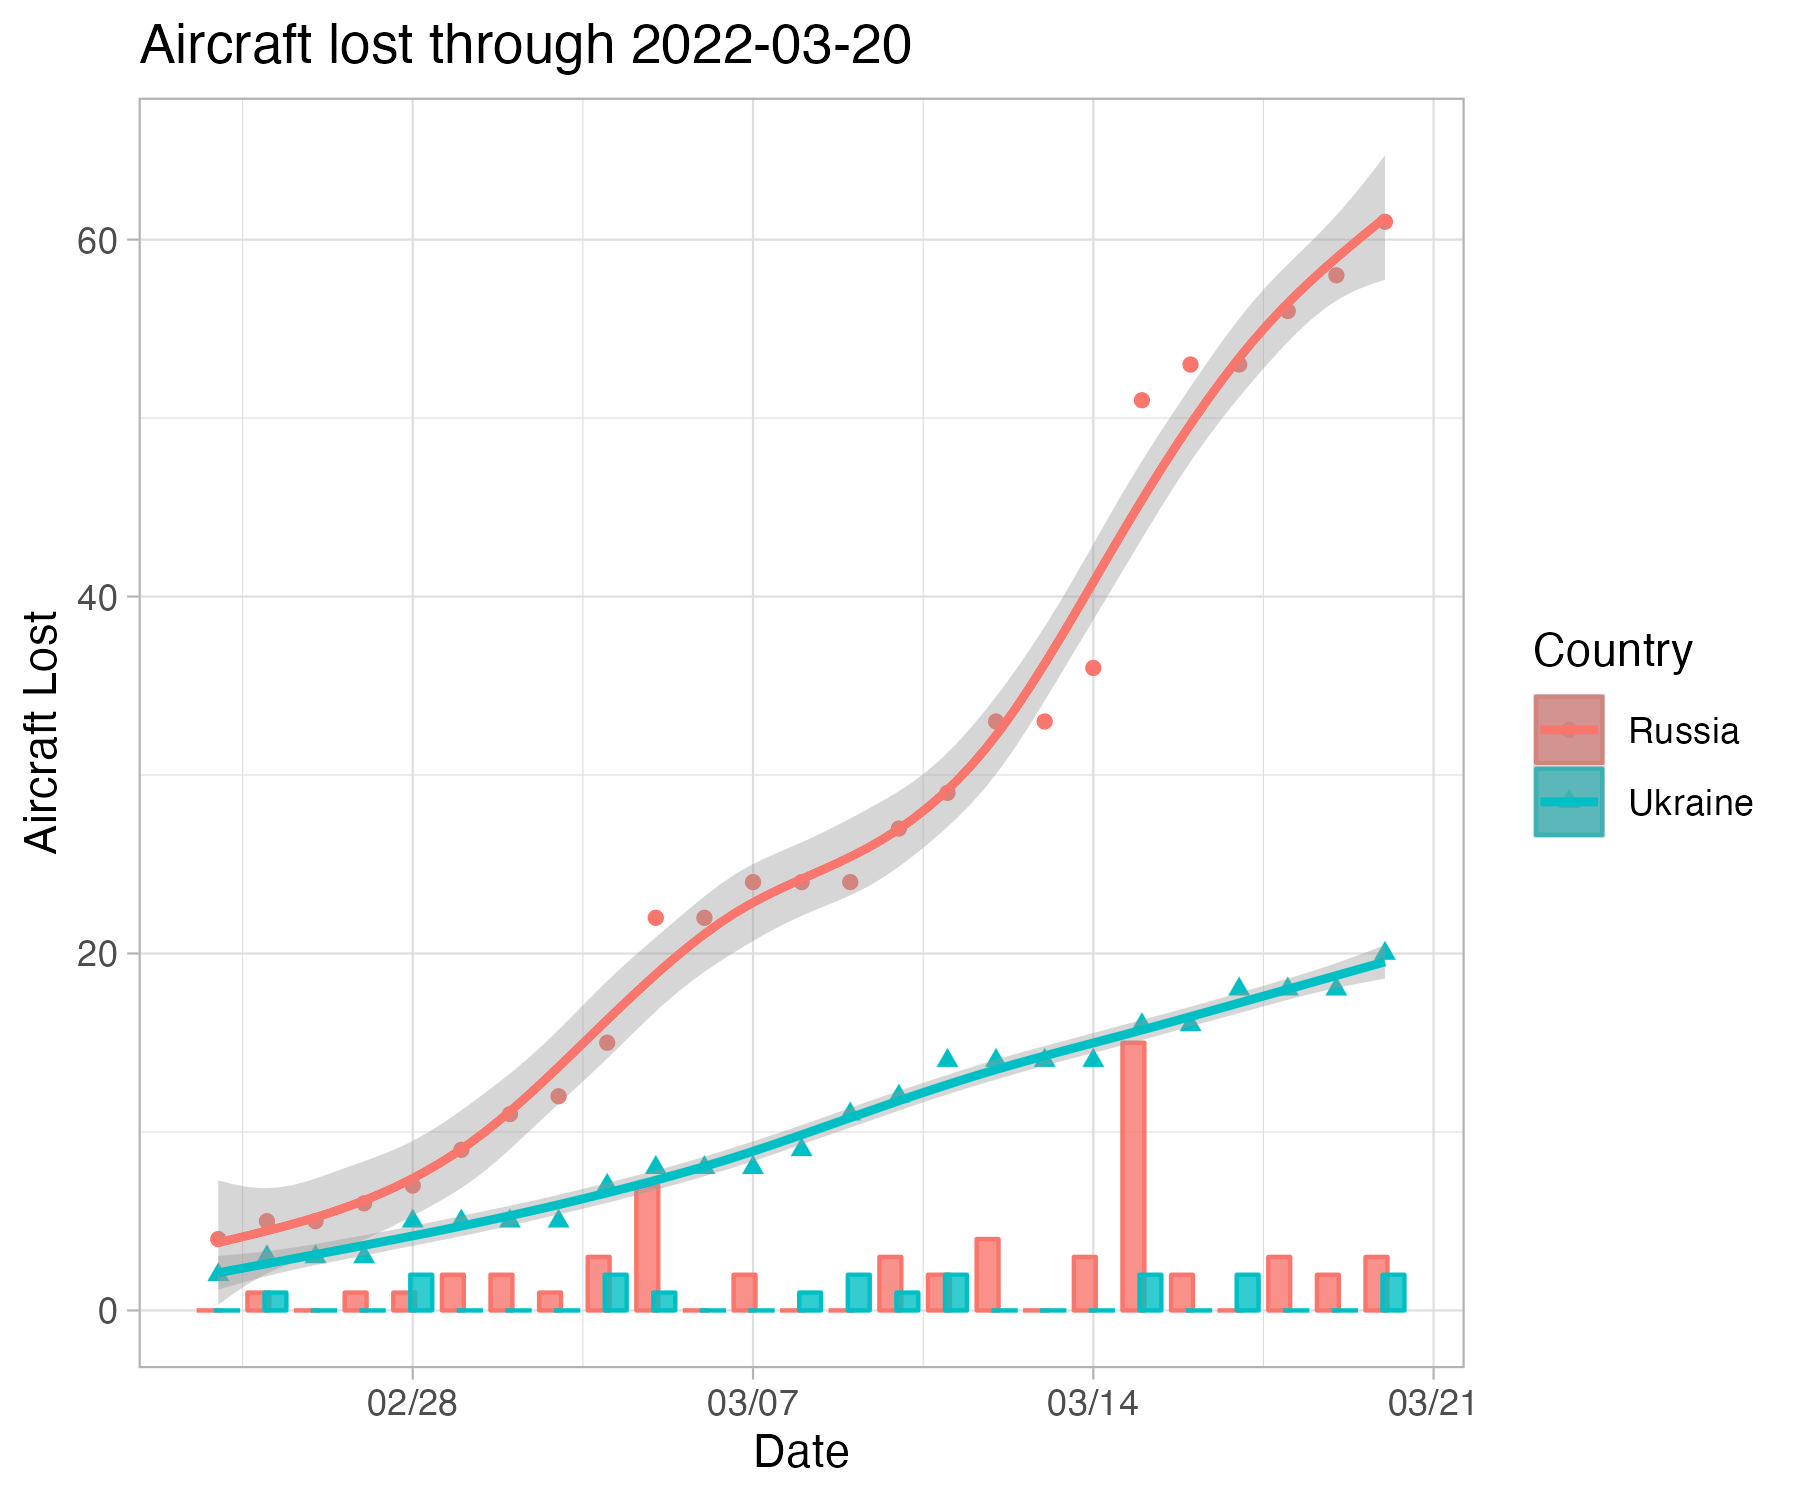 Aircraft lost through 2022-03-20
Aircraft Lost
60
40
20
0
02/28
03/07
03/14
03/21
Date
Country
Russia
Ukraine